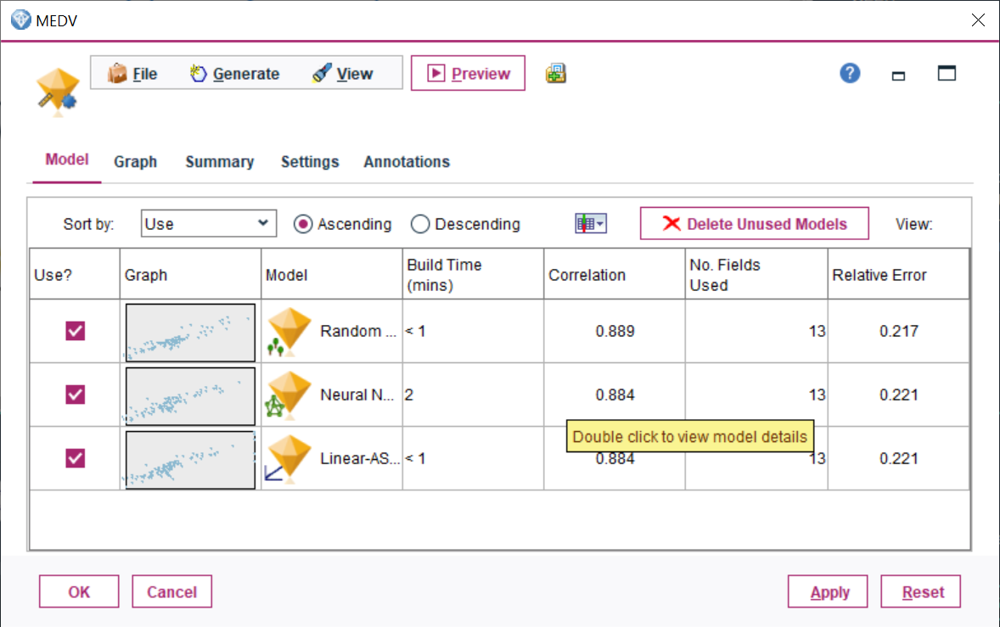 MEDV
File Generate View Preview
Model Graph Summary Settings Annotations
Sort by: Use Ascending Descending Delete Unused Models View:
Use? Graph Model Build Time (mins) Correlation No. Fields Used Relative Error
Random ... < 1 0.889 13 0.217
Neural N... 2 0.884 13 0.221
Double click to view model details
Linear-AS... < 1 0.884 13 0.221
OK Cancel Apply Reset